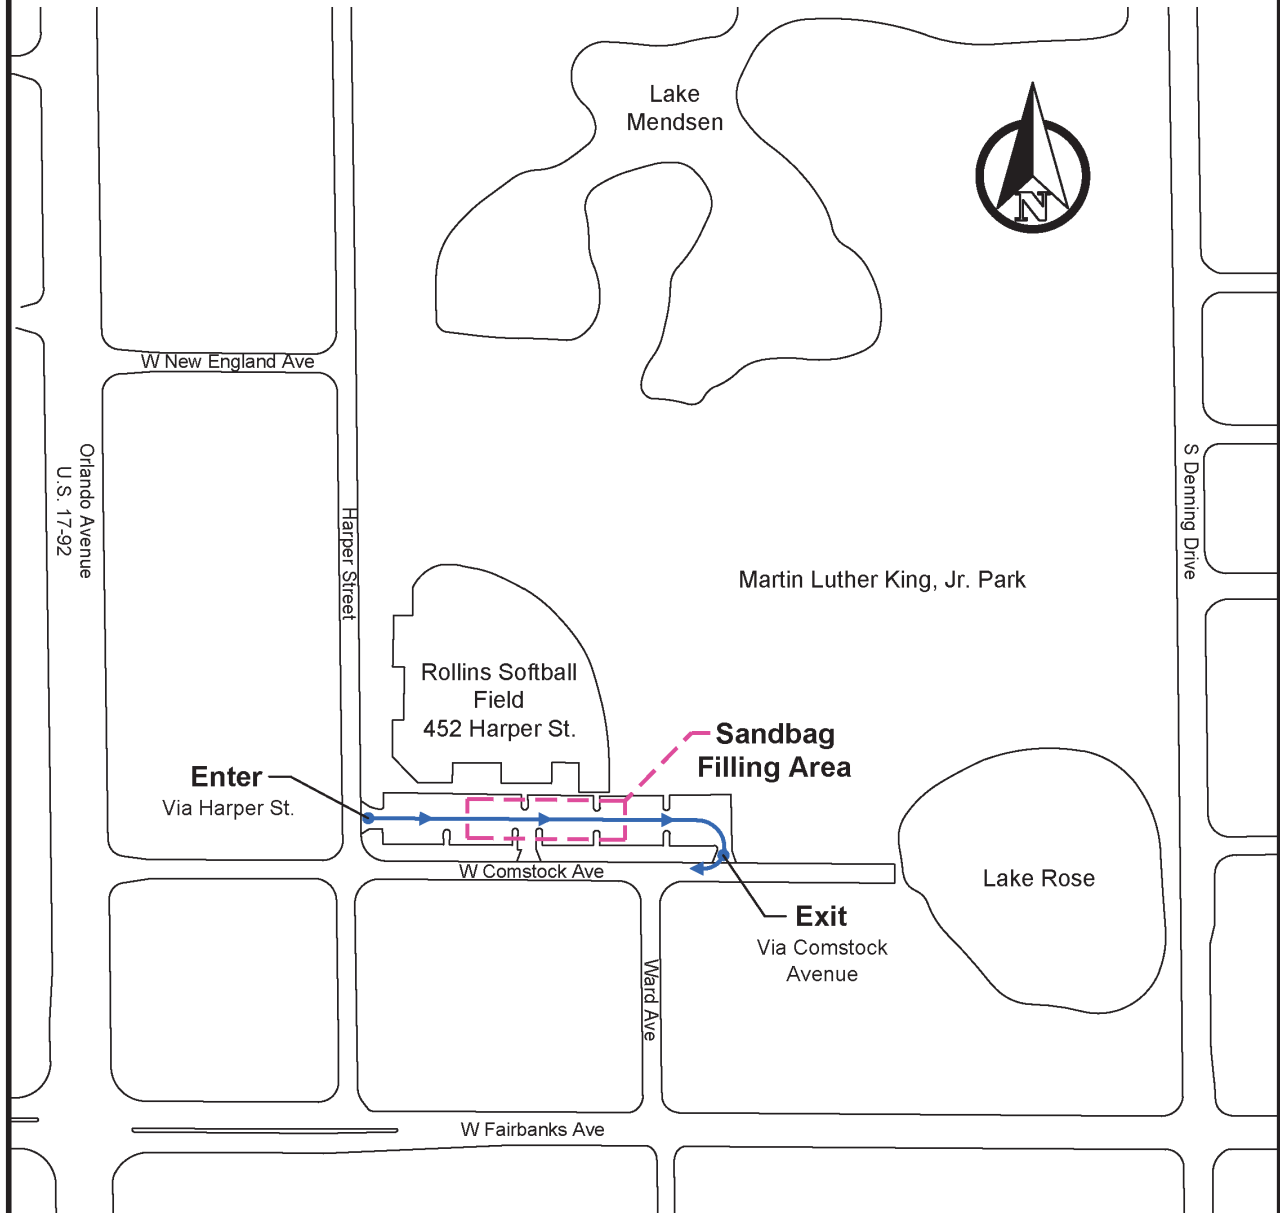 Lake
Mendsen
N
W New England Ave
Orlando Avenue
U.S. 17-92
Harper Street
S Denning Drive
Martin Luther King, Jr. Park
Rollins Softball
Field
452 Harper St.
Sandbag
Filling Area
Enter
Via Harper St.
W Comstock Ave
Lake Rose
Exit
Via Comstock
Avenue
Ward Ave
W Fairbanks Ave